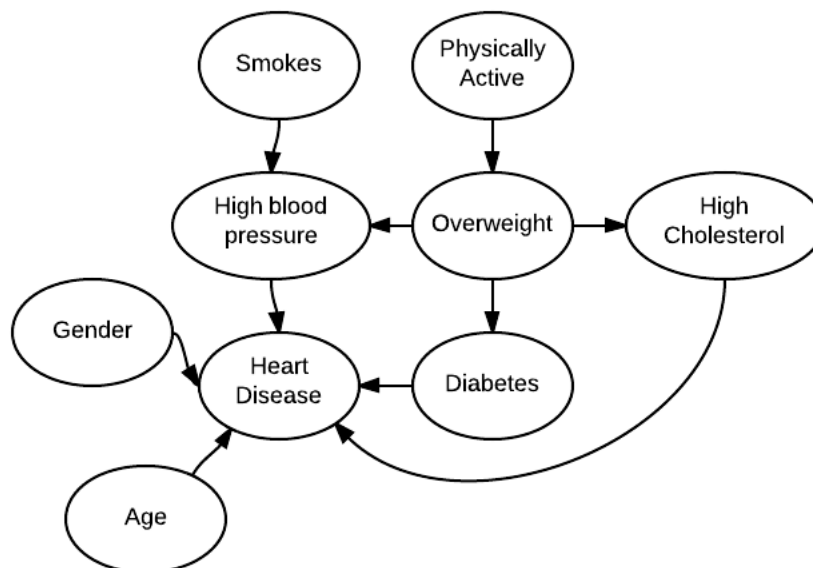 Smokes
Physically
Active
High blood
pressure
Overweight
High
Cholesterol
Gender
Heart
Disease
Diabetes
Age